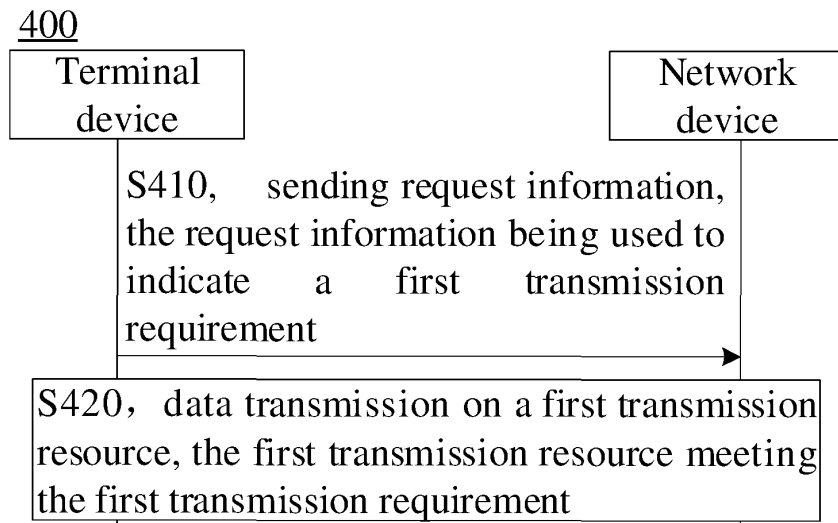 400
Terminal
device
Network
device
S410, sending request information,
the request information being used to
indicate a first transmission
requirement
S420, data transmission on a first transmission
resource, the first transmission resource meeting
the first transmission requirement